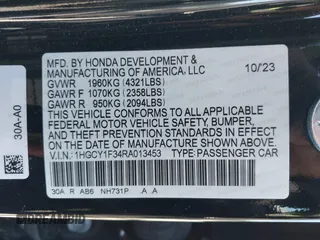 MFD. BY HONDA DEVELOPMENT & 10/23
MANUFACTURING OF AMERICA, LLC
GVWR 1960KG (4321LBS)
GAWR F 1070KG (2358LBS)
GAWR R 950KG (2094LBS)
THIS VEHICLE CONFORMS TO ALL APPLICABLE
FEDERAL MOTOR VEHICLE SAFETY, BUMPER,
AND THEFT PREVENTION STANDARDS IN EFFECT
ON THE DATE OF MANUFACTURE SHOWN ABOVE.
V.I.N.: 1HGCY1F34RA013453 TYPE:PASSENGER CAR
30A R AB6 NH731P A A
30A-A0